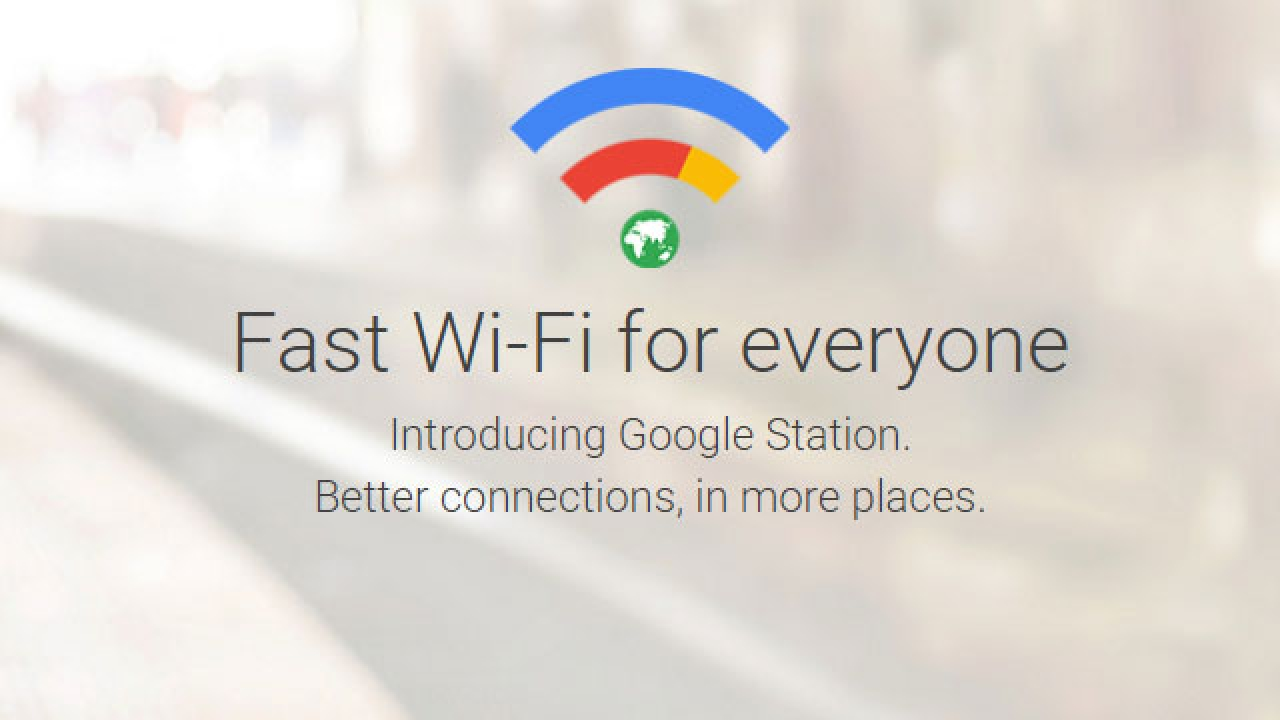 Fast Wi-Fi for everyone
Introducing Google Station.
Better connections, in more places.